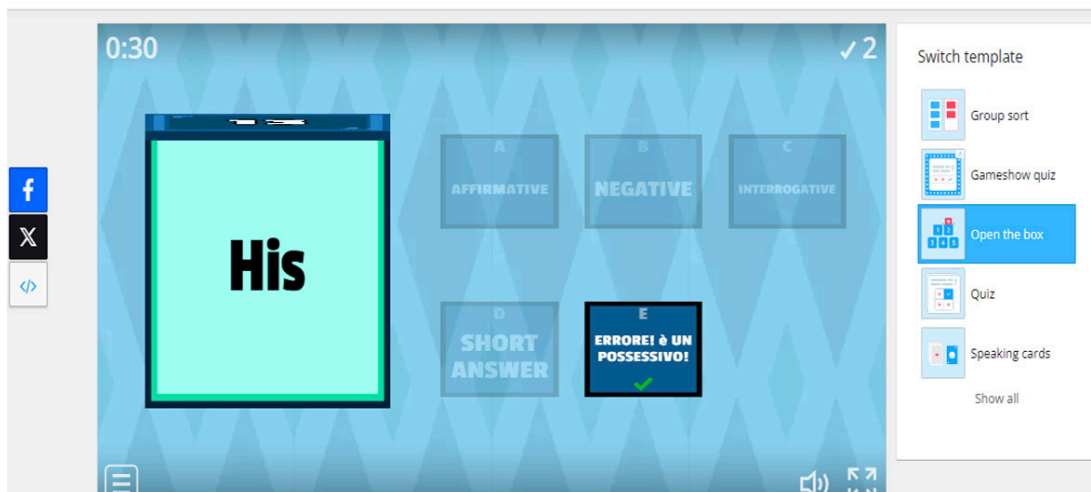 0:30
✓2
His
A
AFFIRMATIVE
B
NEGATIVE
C
INTERROGATIVE
D
SHORT
ANSWER
E
ERRORE! è UN
POSSESSIVO!
Switch template
Group sort
Gameshow quiz
Open the box
Quiz
Speaking cards
Show all